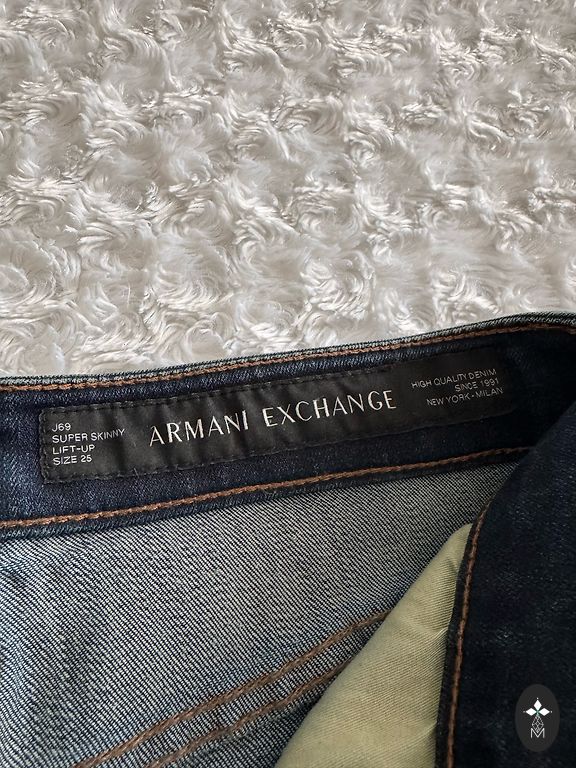 J69
SUPER SKINNY
LIFT-UP
SIZE 25
ARMANI EXCHANGE
HIGH QUALITY DENIM
SINCE 1991
NEW YORK - MILAN
M